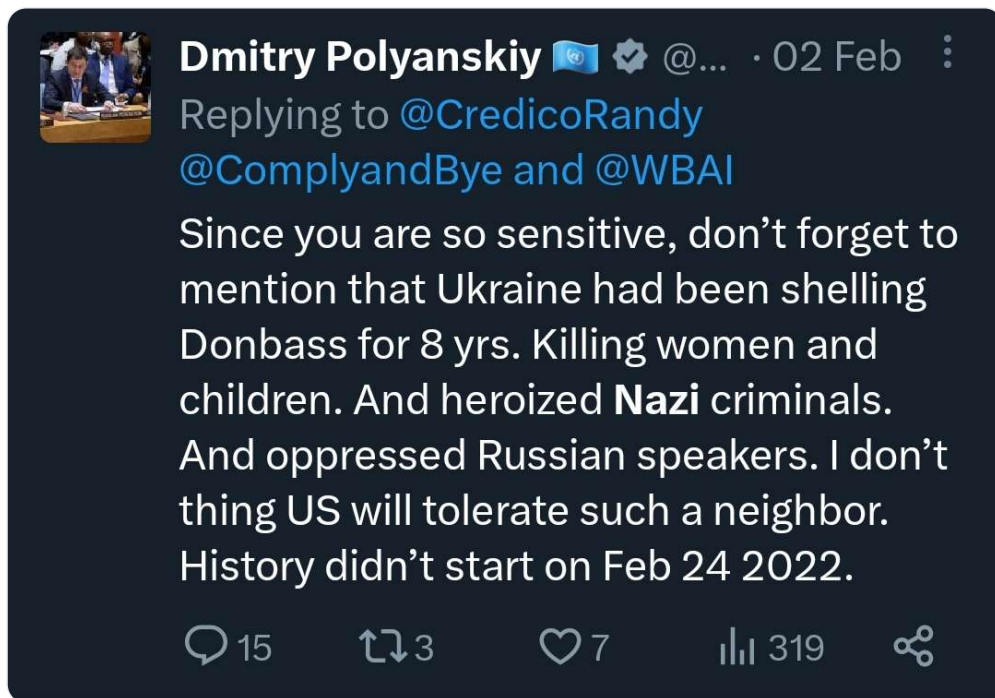 Dmitry Polyanskiy @... · 02 Feb
Replying to @CredicoRandy
@ComplyandBye and @WBAI
Since you are so sensitive, don’t forget to
mention that Ukraine had been shelling
Donbass for 8 yrs. Killing women and
children. And heroized Nazi criminals.
And oppressed Russian speakers. I don’t
thing US will tolerate such a neighbor.
History didn’t start on Feb 24 2022.
15 3 7 319